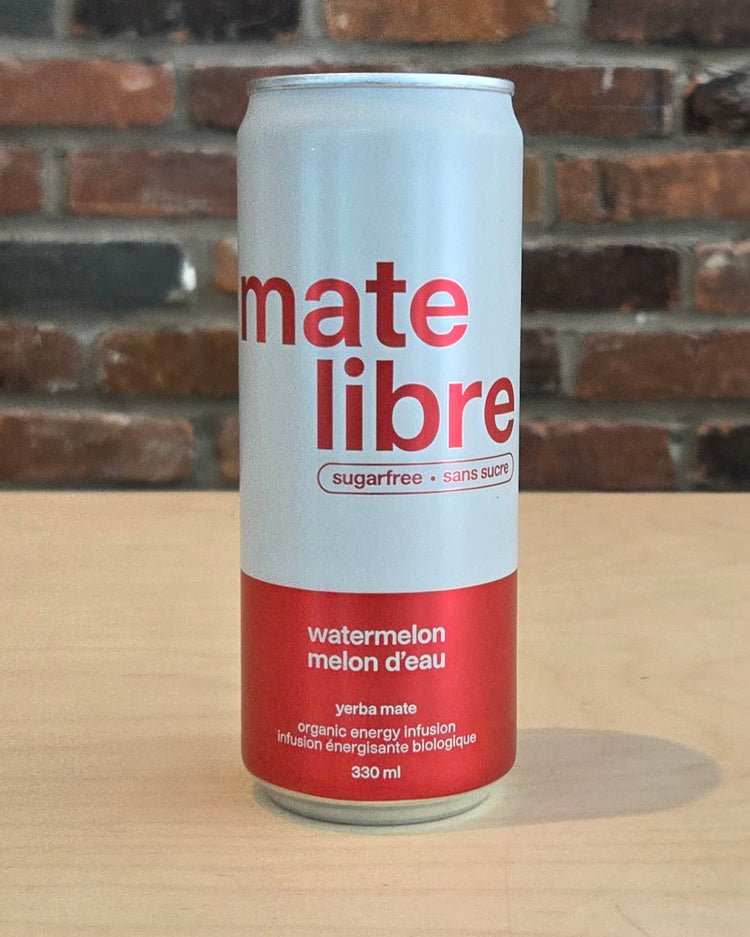 mate
libre
sugarfree • sans sucre
watermelon
melon d'eau
yerba mate
organic energy infusion
infusion énergisante biologique
330 ml